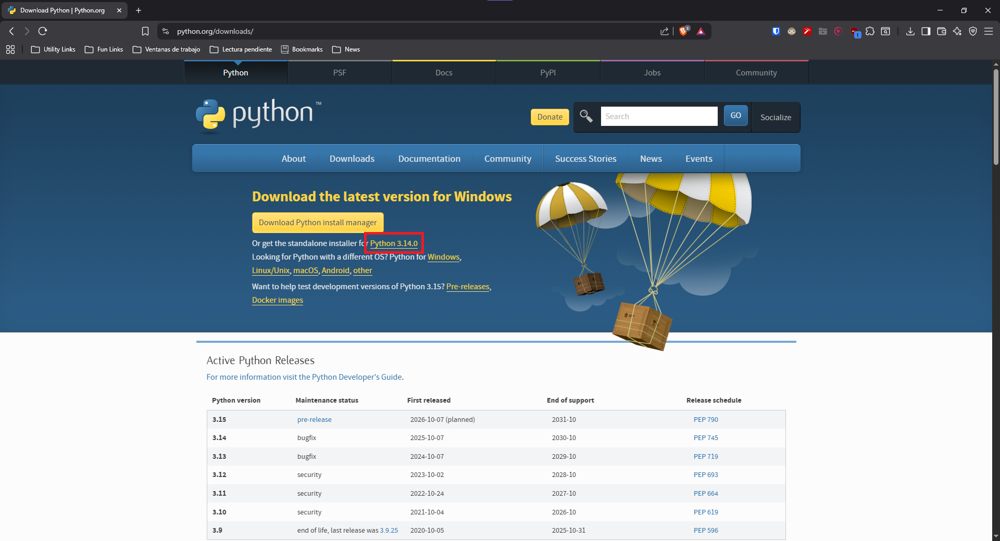 Download Python | Python.org
python.org/downloads/
3
1
Utility Links Fun Links Ventanas de trabajo Lectura pendiente Bookmarks News
Python PSF Docs PyPI Jobs Community
python™
Donate Search GO Socialize
About Downloads Documentation Community Success Stories News Events
Download the latest version for Windows
Download Python install manager
Or get the standalone installer for Python 3.14.0
Looking for Python with a different OS? Python for Windows,
Linux/Unix, macOS, Android, other
Want to help test development versions of Python 3.15? Pre-releases,
Docker images
Active Python Releases
For more information visit the Python Developer's Guide.
Python version Maintenance status First released End of support Release schedule
3.15 pre-release 2026-10-07 (planned) 2031-10 PEP 790
3.14 bugfix 2025-10-07 2030-10 PEP 745
3.13 bugfix 2024-10-07 2029-10 PEP 719
3.12 security 2023-10-02 2028-10 PEP 693
3.11 security 2022-10-24 2027-10 PEP 664
3.10 security 2021-10-04 2026-10 PEP 619
3.9 end of life, last release was 3.9.25 2020-10-05 2025-10-31 PEP 596